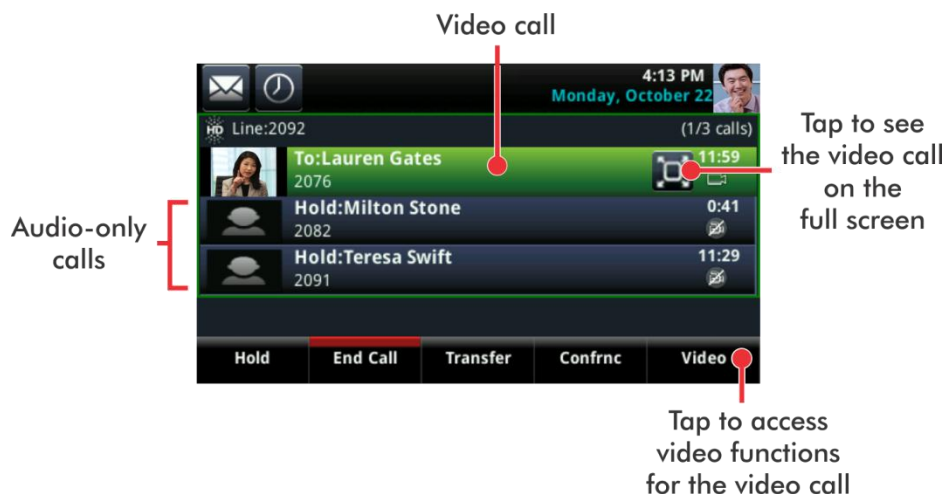 Video call
4:13 PM
Monday, October 22
HD Line:2092 (1/3 calls)
To:Lauren Gates 11:59
2076
Hold:Milton Stone 0:41
2082
Hold:Teresa Swift 11:29
2091
Hold End Call Transfer Confrnc Video
Audio-only
calls
Tap to see
the video call
on the
full screen
Tap to access
video functions
for the video call